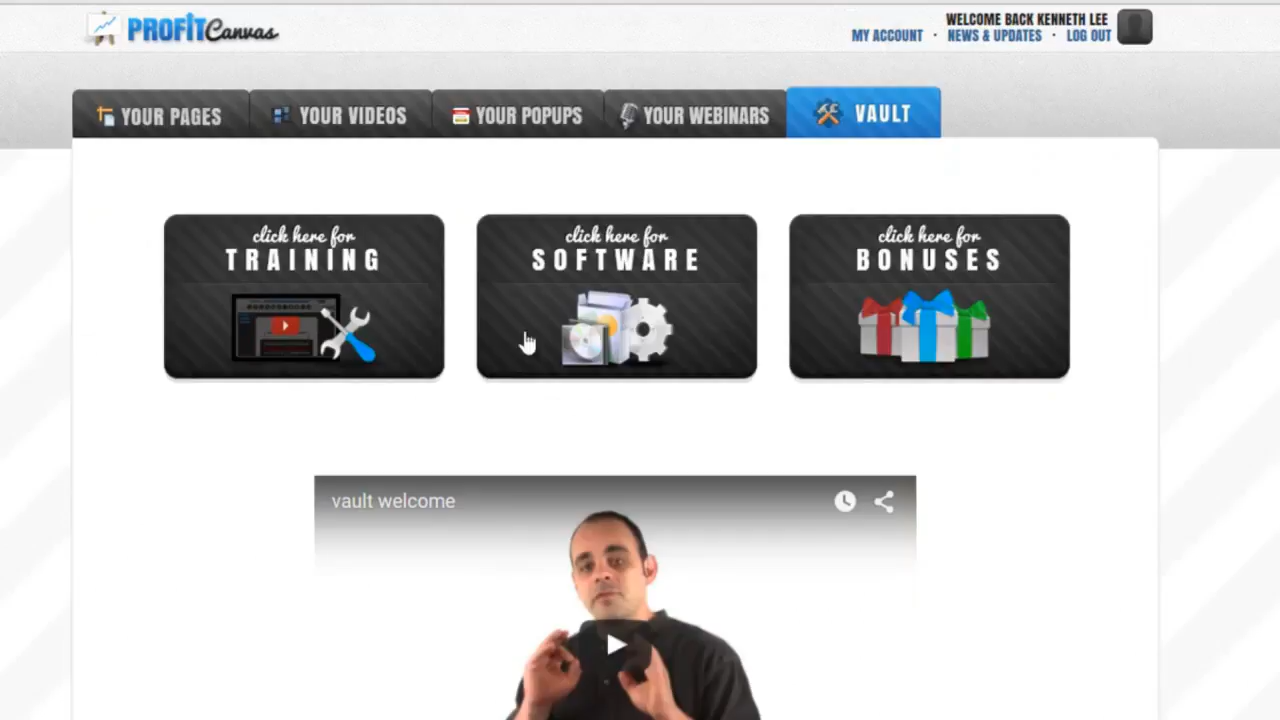 PROFIT Canvas
WELCOME BACK KENNETH LEE
MY ACCOUNT · NEWS & UPDATES · LOG OUT
YOUR PAGES
YOUR VIDEOS
YOUR POPUPS
YOUR WEBINARS
VAULT
click here for
TRAINING
click here for
SOFTWARE
click here for
BONUSES
vault welcome